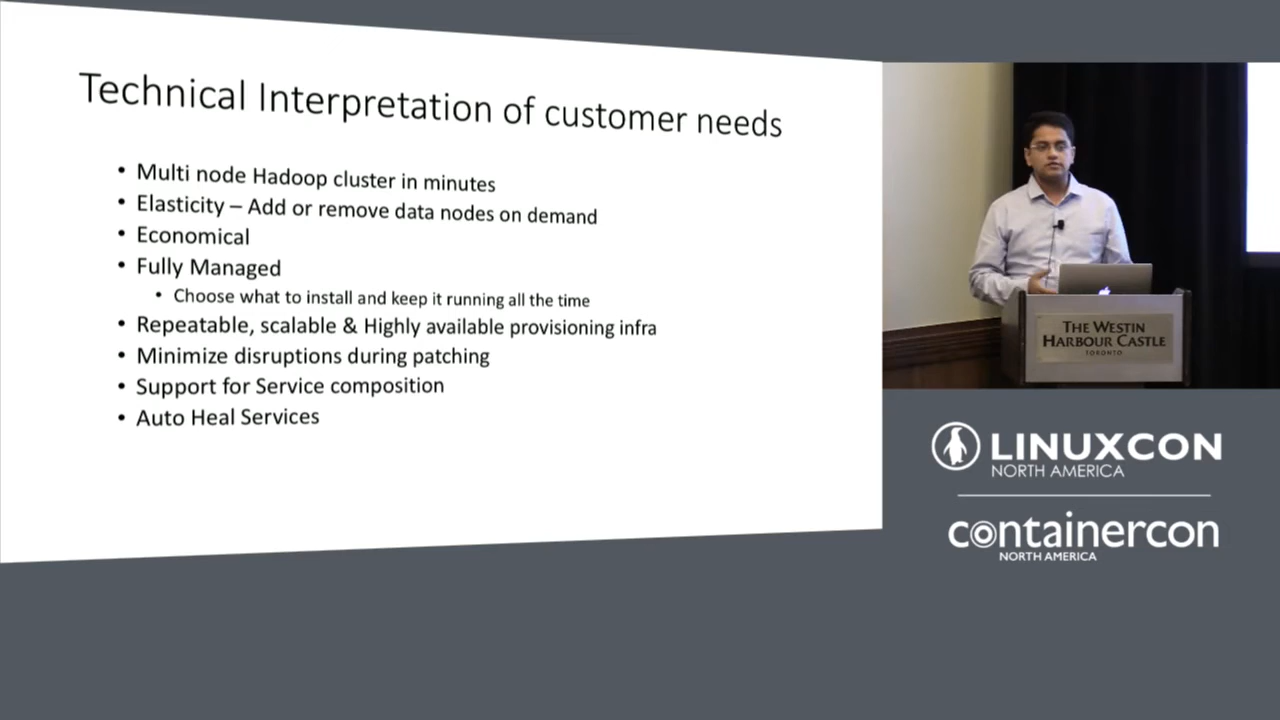 Technical Interpretation of customer needs
• Multi node Hadoop cluster in minutes
• Elasticity – Add or remove data nodes on demand
• Economical
• Fully Managed
• Choose what to install and keep it running all the time
• Repeatable, scalable & Highly available provisioning infra
• Minimize disruptions during patching
• Support for Service composition
• Auto Heal Services
THE WESTIN
HARBOUR CASTLE
TORONTO
LINUXCON
NORTH AMERICA
containercon
NORTH AMERICA